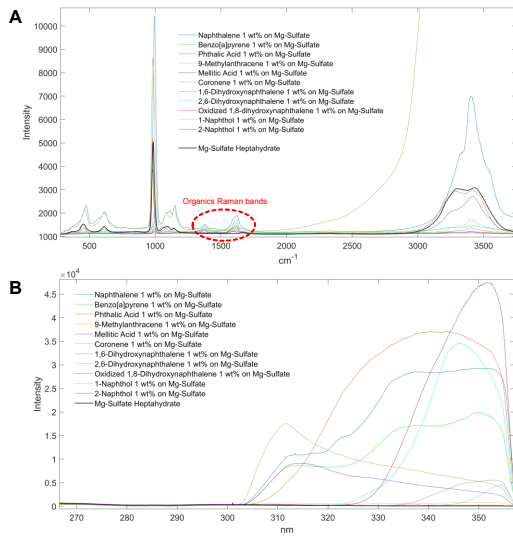 A
Intensity
10000
9000
8000
7000
6000
5000
4000
3000
2000
1000
Naphthalene 1 wt% on Mg-Sulfate
Benzo[a]pyrene 1 wt% on Mg-Sulfate
Phthalic Acid 1 wt% on Mg-Sulfate
9-Methylanthracene 1 wt% on Mg-Sulfate
Mellitic Acid 1 wt% on Mg-Sulfate
Coronene 1 wt% on Mg-Sulfate
1,6-Dihydroxynaphthalene 1 wt% on Mg-Sulfate
2,6-Dihydroxynaphthalene 1 wt% on Mg-Sulfate
Oxidized 1,8-dihydroxynaphthalene 1 wt% on Mg-Sulfate
1-Naphthol 1 wt% on Mg-Sulfate
2-Naphthol 1 wt% on Mg-Sulfate
Mg-Sulfate Heptahydrate
Organics Raman bands
500 1000 1500 2000 2500 3000 3500
cm⁻¹
B
×10⁴
Intensity
4.5
4
3.5
3
2.5
2
1.5
1
0.5
0
Naphthalene 1 wt% on Mg-Sulfate
Benzo[a]pyrene 1 wt% on Mg-Sulfate
Phthalic Acid 1 wt% on Mg-Sulfate
9-Methylanthracene 1 wt% on Mg-Sulfate
Mellitic Acid 1 wt% on Mg-Sulfate
Coronene 1 wt% on Mg-Sulfate
1,6-Dihydroxynaphthalene 1 wt% on Mg-Sulfate
2,6-Dihydroxynaphthalene 1 wt% on Mg-Sulfate
Oxidized 1,8-Dihydroxynaphthalene 1 wt% on Mg-Sulfate
1-Naphthol 1 wt% on Mg-Sulfate
2-Naphthol 1 wt% on Mg-Sulfate
Mg-Sulfate Heptahydrate
270 280 290 300 310 320 330 340 350
nm